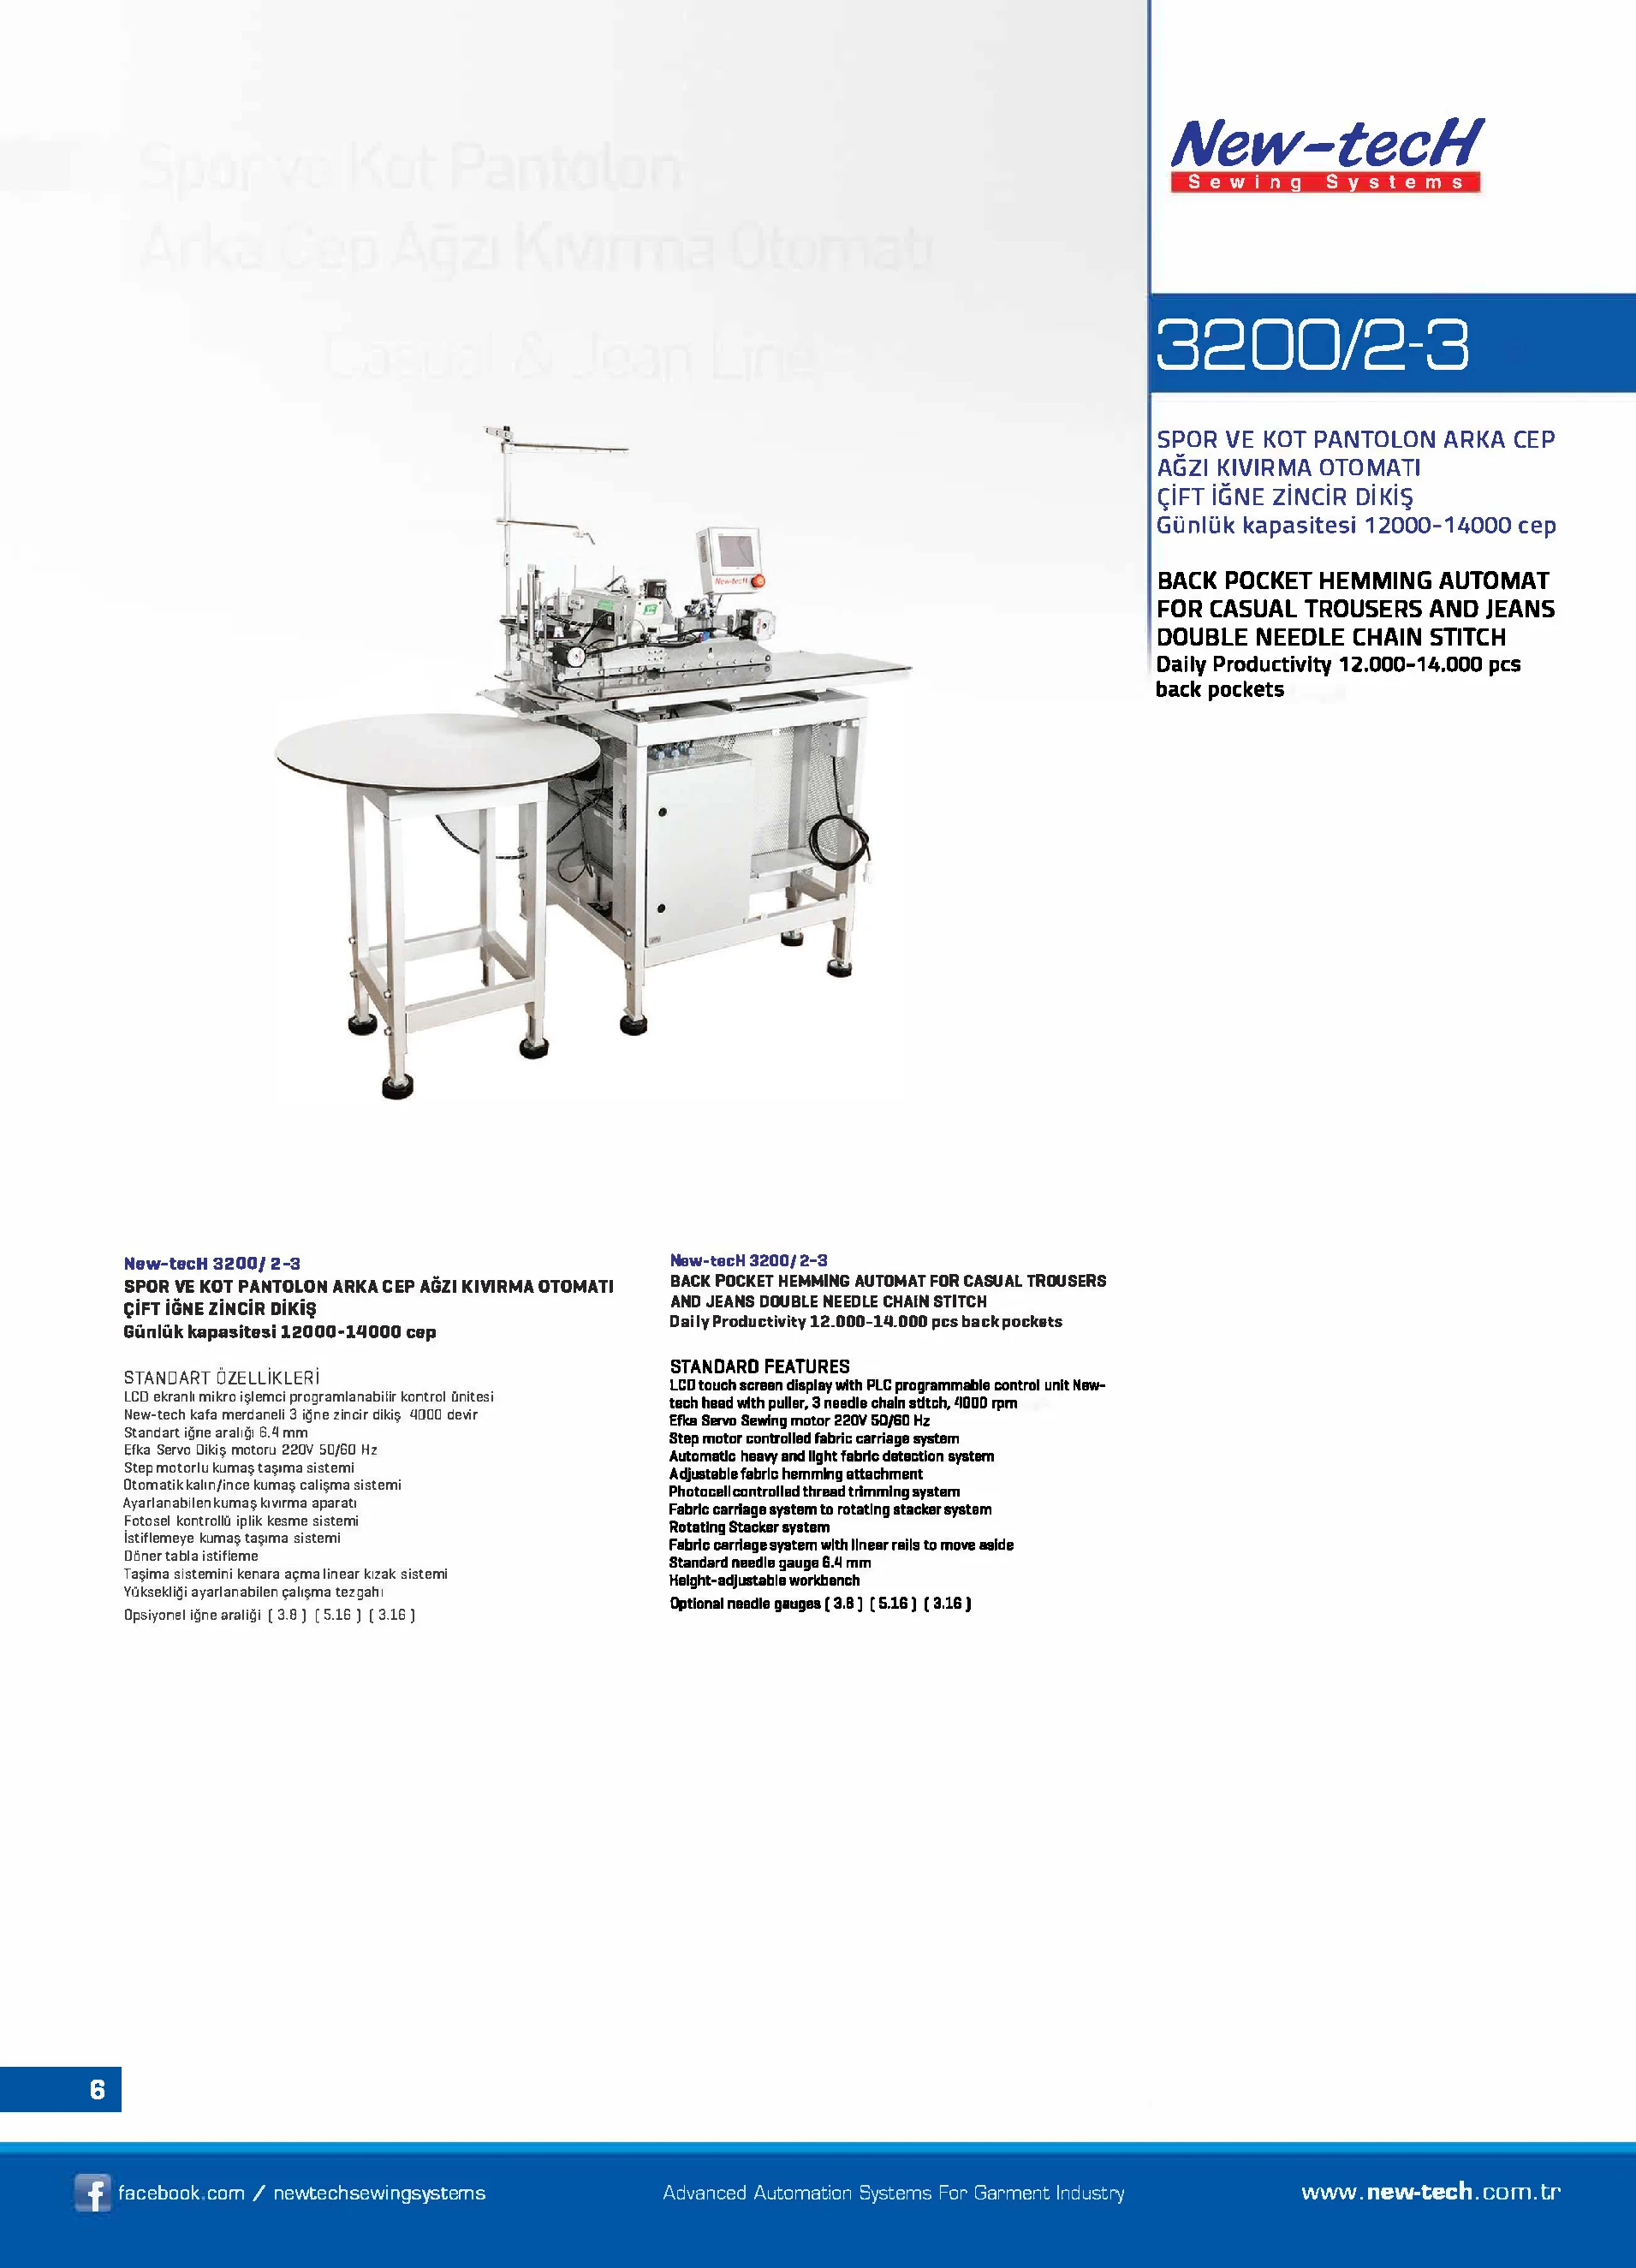 Spor ve Kot Pantolon
Arka Cep Ağzı Kıvırma Otomatı
Casual & Jean Line
New-tecH
Sewing Systems
3200/2-3
SPOR VE KOT PANTOLON ARKA CEP
AĞZI KIVIRMA OTOMATI
ÇİFT İĞNE ZİNCİR DİKİŞ
Günlük kapasitesi 12000-14000 cep
BACK POCKET HEMMING AUTOMAT
FOR CASUAL TROUSERS AND JEANS
DOUBLE NEEDLE CHAIN STITCH
Daily Productivity 12.000-14.000 pcs
back pockets
New-tecH
New-tecH 3200/ 2-3
SPOR VE KOT PANTOLON ARKA CEP AĞZI KIVIRMA OTOMATI
ÇİFT İĞNE ZİNCİR DİKİŞ
Günlük kapasitesi 12000-14000 cep
STANDART ÖZELLİKLERİ
LCD ekranlı mikro işlemci programlanabilir kontrol ünitesi
New-tech kafa merdaneli 3 iğne zincir dikiş 4000 devir
Standart iğne aralığı 6.4 mm
Efka Servo Dikiş motoru 220V 50/60 Hz
Step motorlu kumaş taşıma sistemi
Otomatik kalın/ince kumaş calişma sistemi
Ayarlanabilen kumaş kıvırma aparatı
Fotosel kontrollü iplik kesme sistemi
İstiflemeye kumaş taşıma sistemi
Döner tabla istifleme
Taşima sistemini kenara açma linear kızak sistemi
Yüksekliği ayarlanabilen çalışma tezgahı
Opsiyonel iğne araliği ( 3.8 ) ( 5.16 ) ( 3.16 )
New-tecH 3200/ 2-3
BACK POCKET HEMMING AUTOMAT FOR CASUAL TROUSERS
AND JEANS DOUBLE NEEDLE CHAIN STITCH
Daily Productivity 12.000-14.000 pcs back pockets
STANDARD FEATURES
LCD touch screen display with PLC programmable control unit New-
tech head with puller, 3 needle chain stitch, 4000 rpm
Efka Servo Sewing motor 220V 50/60 Hz
Step motor controlled fabric carriage system
Automatic heavy and light fabric detection system
Adjustable fabric hemming attachment
Photocell controlled thread trimming system
Fabric carriage system to rotating stacker system
Rotating Stacker system
Fabric carriage system with linear rails to move aside
Standard needle gauge 6.4 mm
Height-adjustable workbench
Optional needle gauges ( 3.8 ) ( 5.16 ) ( 3.16 )
6
facebook.com / newtechsewingsystems
Advanced Automation Systems For Garment Industry
www.new-tech.com.tr